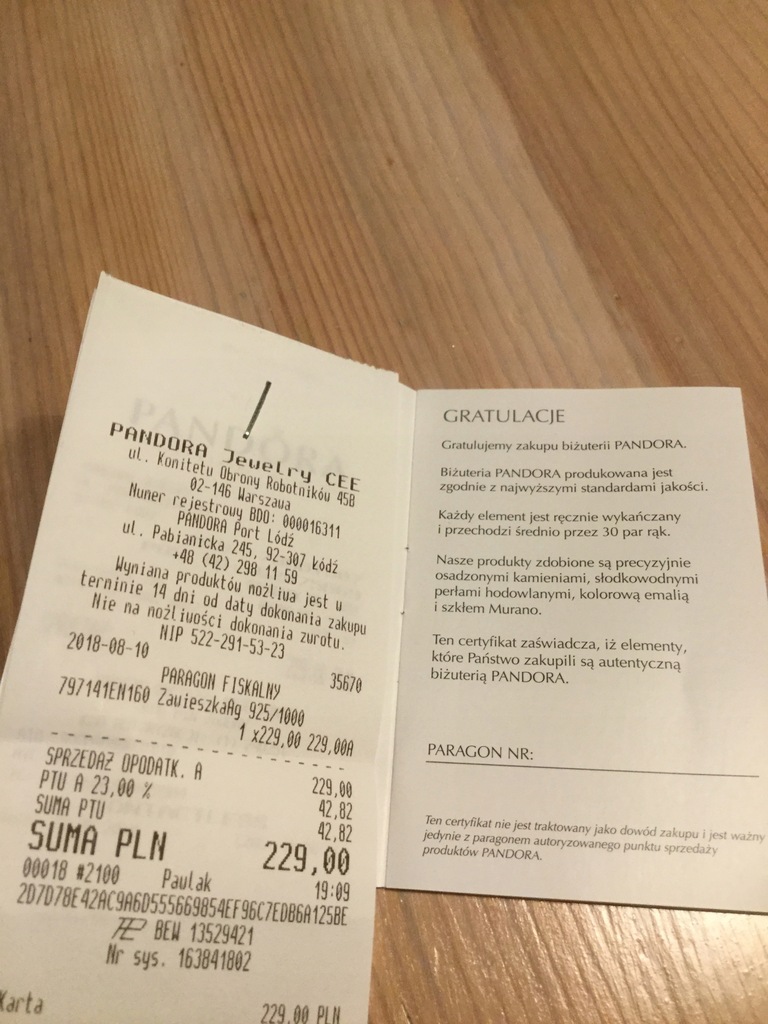 PANDORA Jewelry CEE
ul. Komitetu Obrony Robotników 45B
02-146 Warszawa
Numer rejestrowy BDO: 000016311
PANDORA Port Łódź
ul. Pabianicka 245, 92-307 Łódź
+48 (42) 298 11 59
Wymiana produktów możliwa jest w
terminie 14 dni od daty dokonania zakupu
Nie ma możliwości dokonania zwrotu.
NIP 522-291-53-23
2018-08-10 35670
PARAGON FISKALNY
797141EN160 ZawieszkaAg 925/1000
1 x229,00 229,00A
SPRZEDAŻ OPODATK. A 229,00
PTU A 23,00 % 42,82
SUMA PTU 42,82
SUMA PLN 229,00
00018 #2100 Paulak 19:09
2D7D78E42AC9A6D555669854EF96C7EDB6A125BE
BEW 13529421
Nr sys. 163841802
Karta 229.00 PLN
GRATULACJE
Gratulujemy zakupu biżuterii PANDORA.
Biżuteria PANDORA produkowana jest
zgodnie z najwyższymi standardami jakości.
Każdy element jest ręcznie wykańczany
i przechodzi średnio przez 30 par rąk.
Nasze produkty zdobione są precyzyjnie
osadzonymi kamieniami, słodkowodnymi
perłami hodowlanymi, kolorową emalią
i szkłem Murano.
Ten certyfikat zaświadcza, iż elementy,
które Państwo zakupili są autentyczną
biżuterią PANDORA.
PARAGON NR:
Ten certyfikat nie jest traktowany jako dowód zakupu i jest ważny
jedynie z paragonem autoryzowanego punktu sprzedaży
produktów PANDORA.